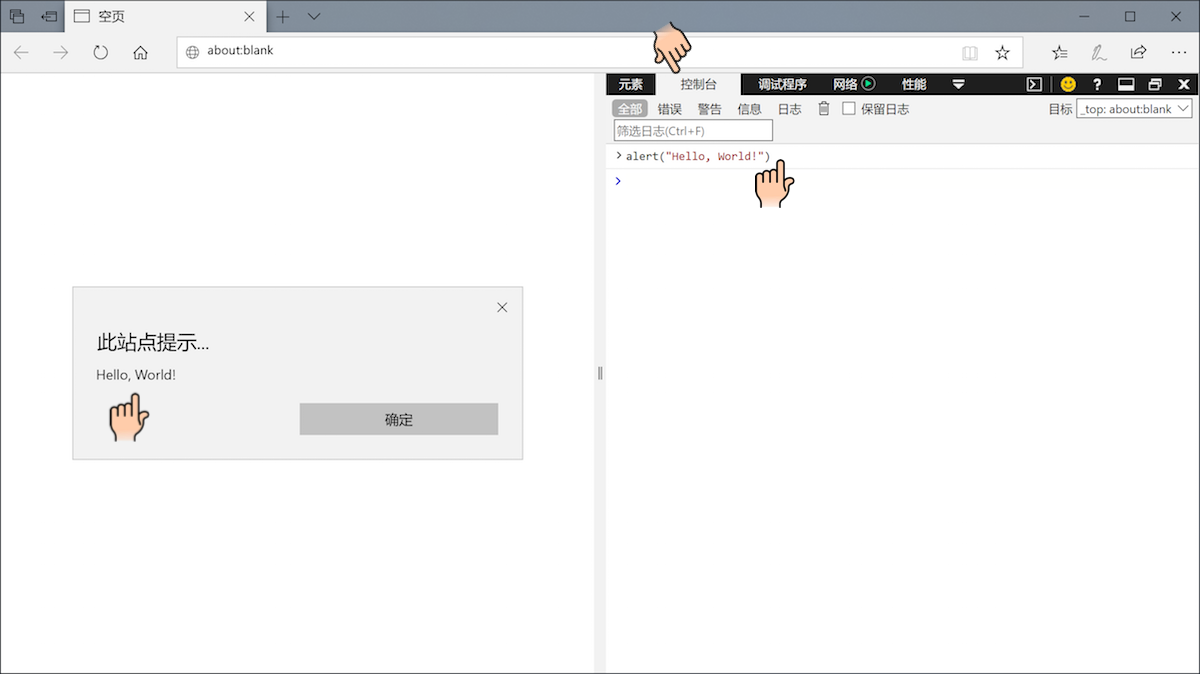 空页
about:blank
元素 控制台 调试程序 网络 性能 ?
全部 错误 警告 信息 日志 保留日志 目标 _top: about:blank
筛选日志(Ctrl+F)
> alert("Hello, World!")
>
此站点提示...
Hello, World!
确定